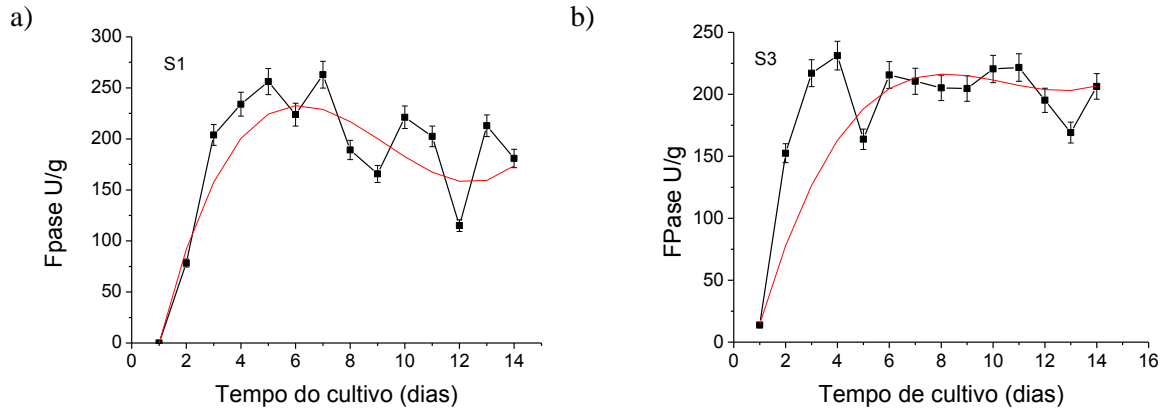 a)
S1
Fpase U/g
300
250
200
150
100
50
0
0 2 4 6 8 10 12 14
Tempo do cultivo (dias)
b)
S3
FPase U/g
250
200
150
100
50
0
0 2 4 6 8 10 12 14 16
Tempo de cultivo (dias)